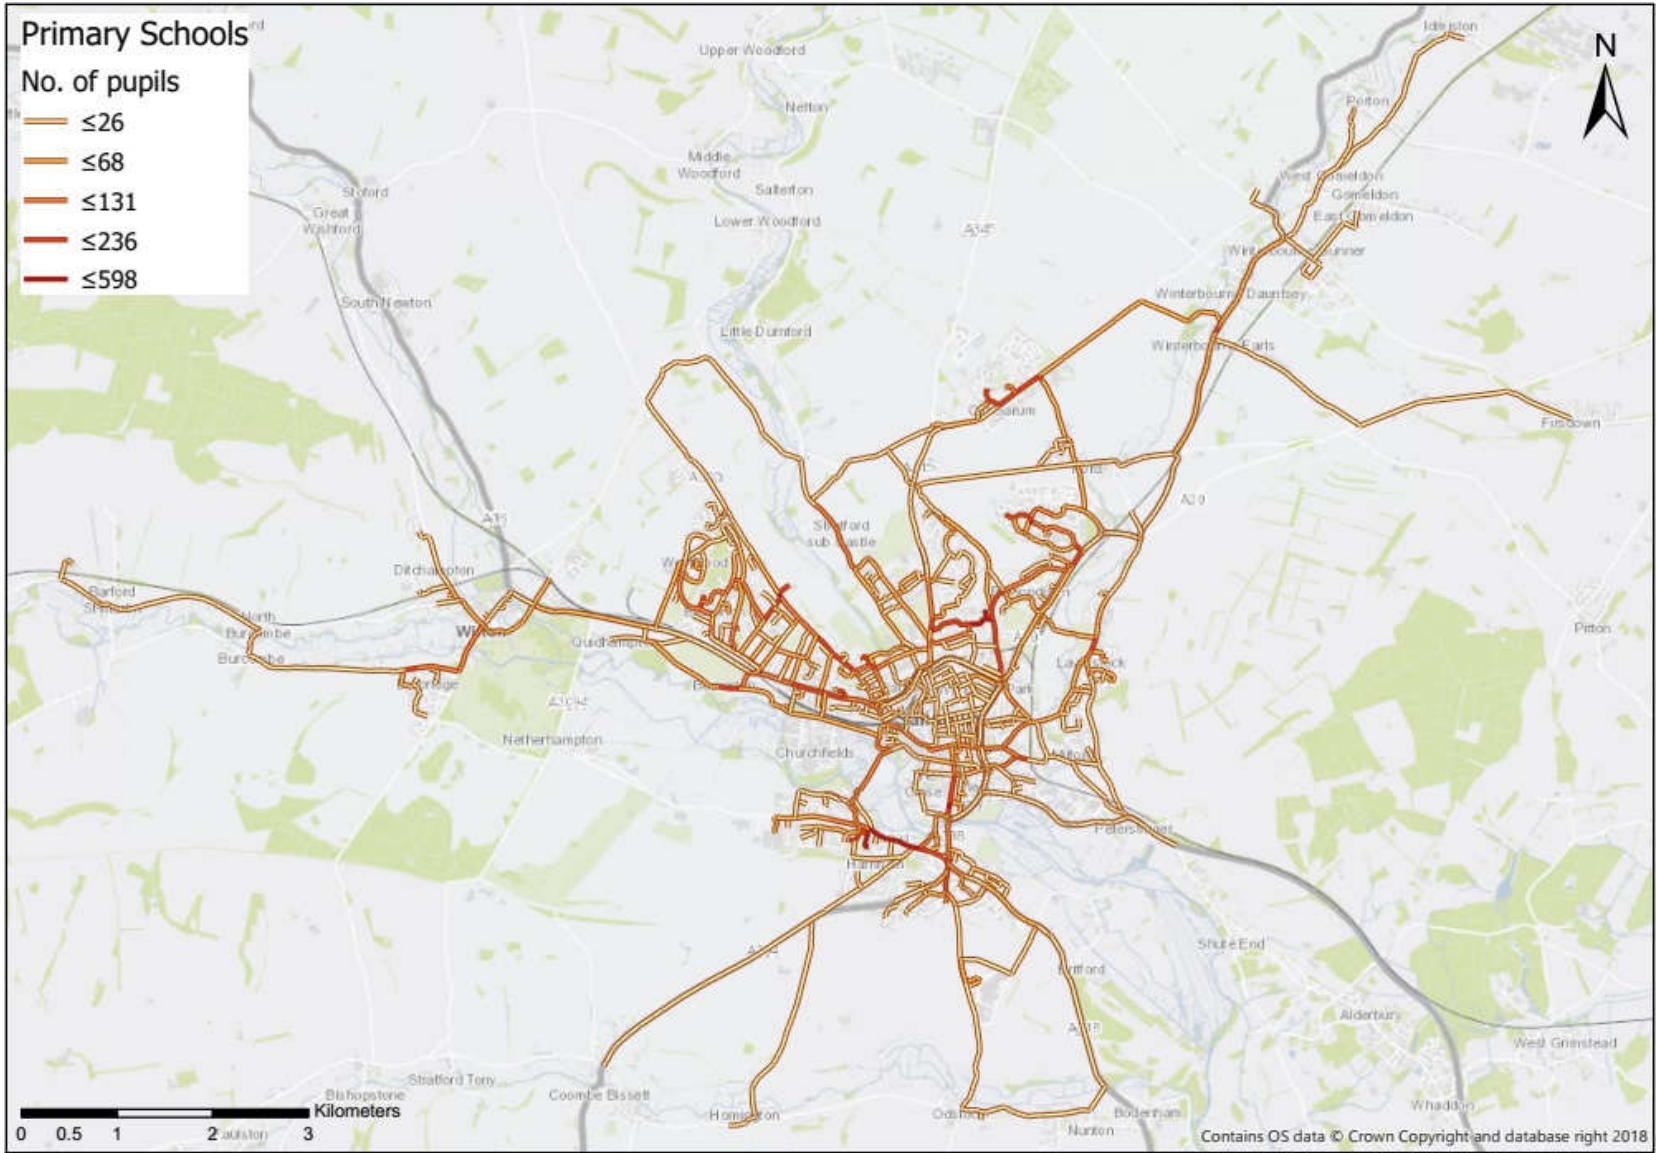 Primary Schools
No. of pupils
≤26
≤68
≤131
≤236
≤598
N
Upper Woodford
Netton
Middle
Woodford
Salterton
Lower Woodford
A345
Little Durnford
Stoford
Great
Wishford
South Newton
Porton
West Gomeldon
Gomeldon
East Gomeldon
Winterbourne Dauntsey
Winterbourne Earls
Firsdown
A30
Stratford
sub Castle
Ditchampton
Barford
North
Burcombe
Burcombe
Wilton
Quidhampton
A3094
Netherhampton
Churchfields
Pitton
Petersfinger
Shute End
Britford
Alderbury
West Grimstead
Whaddon
Bodenham
Nunton
Odstock
Homington
Coombe Bissett
Stratford Tony
Bishopstone
Kilometers
0 0.5 1 2 3
Contains OS data © Crown Copyright and database right 2018